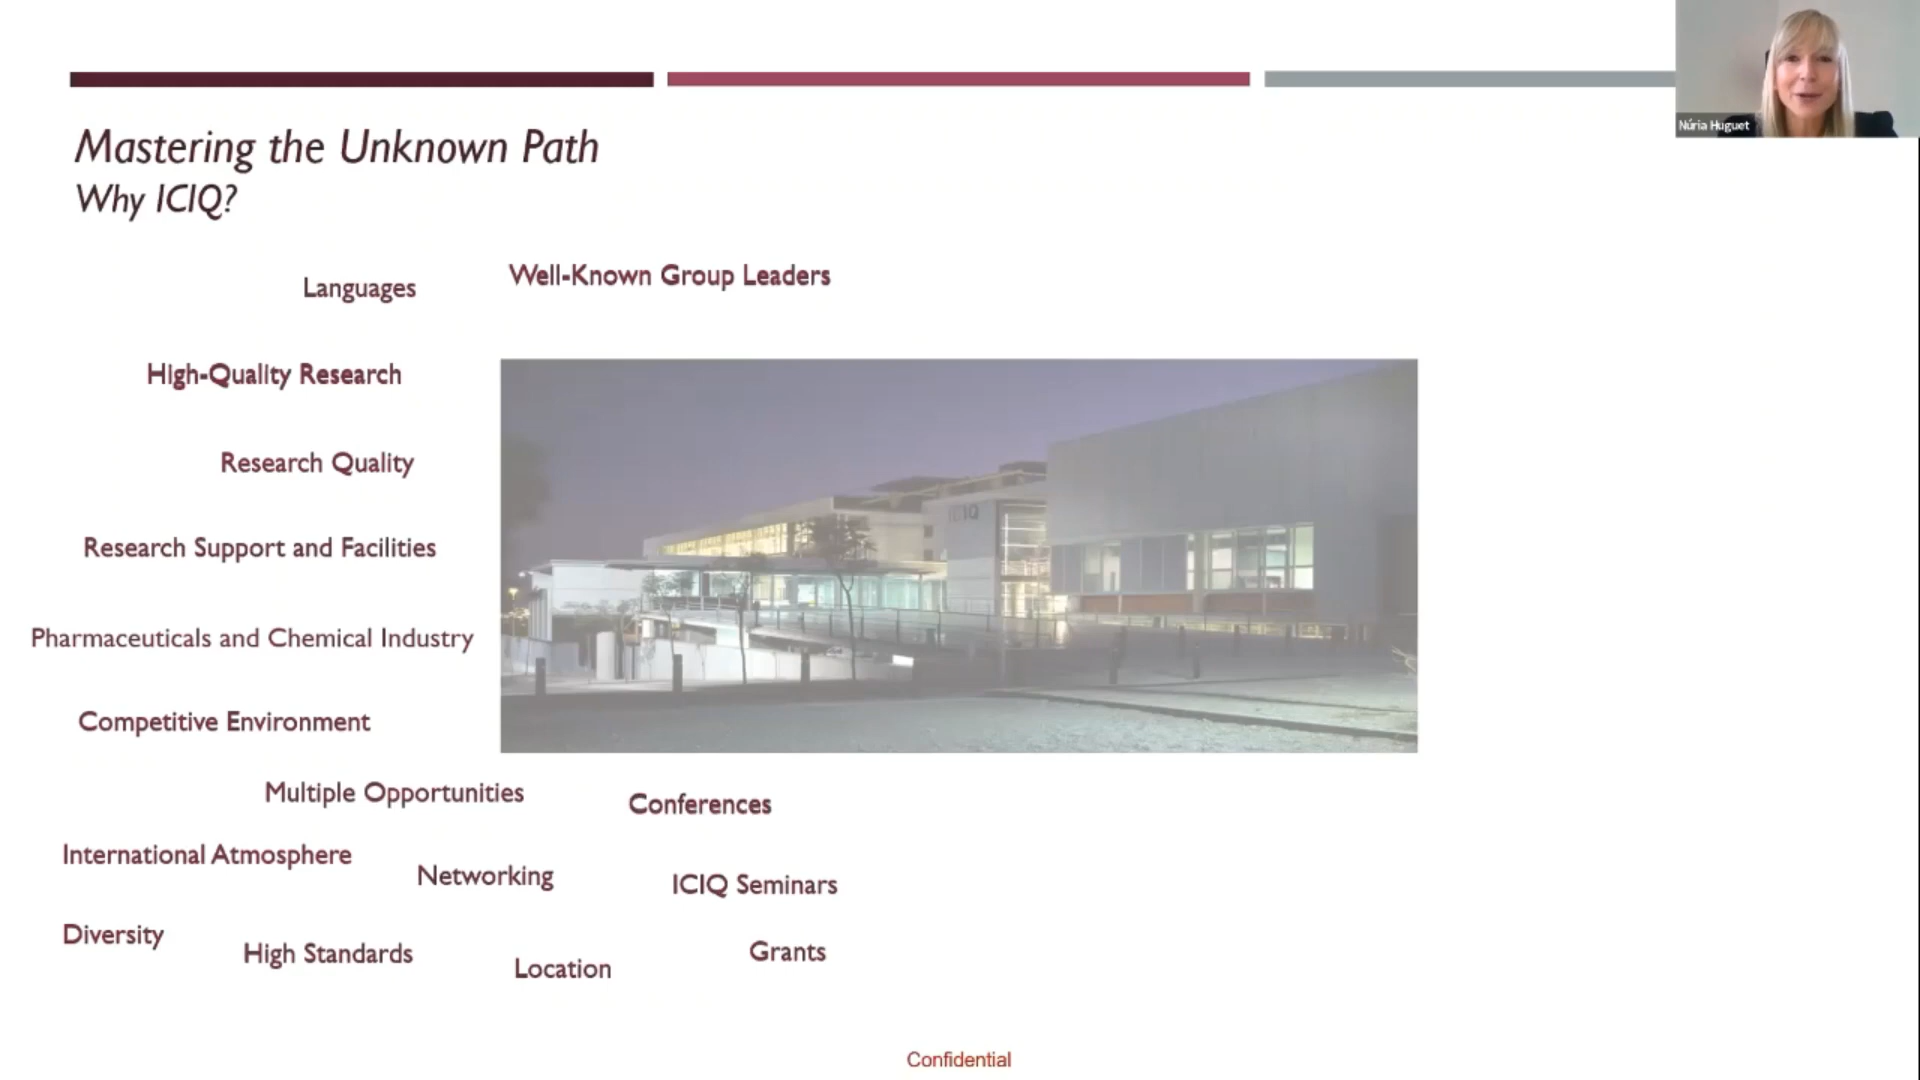 Núria Huguet
Mastering the Unknown Path
Why ICIQ?
Languages
Well-Known Group Leaders
High-Quality Research
Research Quality
Research Support and Facilities
Pharmaceuticals and Chemical Industry
Competitive Environment
Multiple Opportunities
Conferences
International Atmosphere
Networking
ICIQ Seminars
Diversity
High Standards
Location
Grants
Confidential